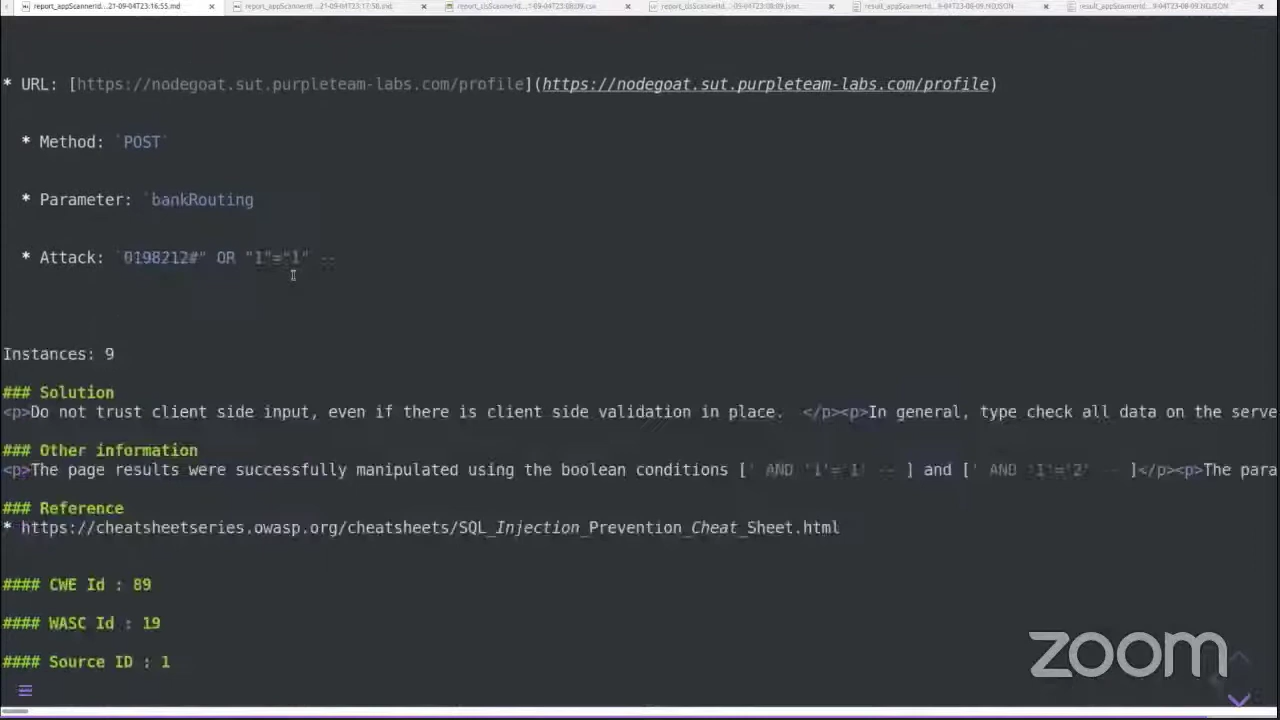 * URL: [https://nodegoat.sut.purpleteam-labs.com/profile](https://nodegoat.sut.purpleteam-labs.com/profile)
* Method: `POST`
* Parameter: `bankRouting
* Attack: `0198212#" OR "1"="1" --
Instances: 9
### Solution
<p>Do not trust client side input, even if there is client side validation in place.  </p><p>In general, type check all data on the serve
### Other information
<p>The page results were successfully manipulated using the boolean conditions [' AND '1'='1' -- ] and [' AND '1'='2' -- ]</p><p>The para
### Reference
* https://cheatsheetseries.owasp.org/cheatsheets/SQL_Injection_Prevention_Cheat_Sheet.html
#### CWE Id : 89
#### WASC Id : 19
#### Source ID : 1
zoom